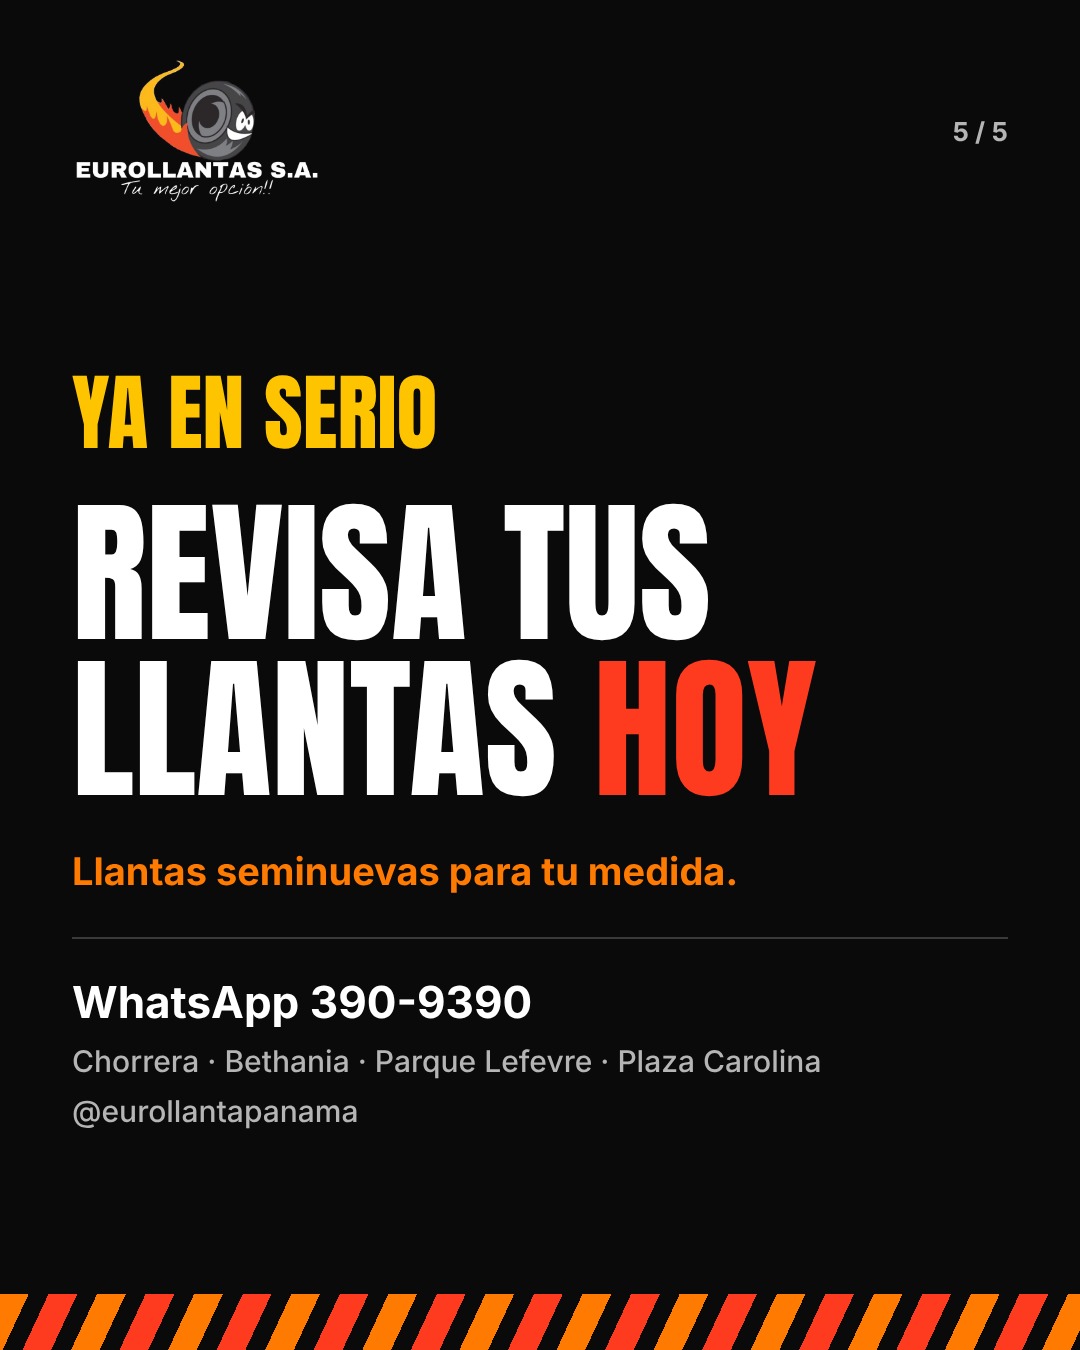 EUROLLANTAS S.A.
Tu mejor opción!!
5 / 5
YA EN SERIO
REVISA TUS
LLANTAS HOY
Llantas seminuevas para tu medida.
WhatsApp 390-9390
Chorrera · Bethania · Parque Lefevre · Plaza Carolina
@eurollantapanama